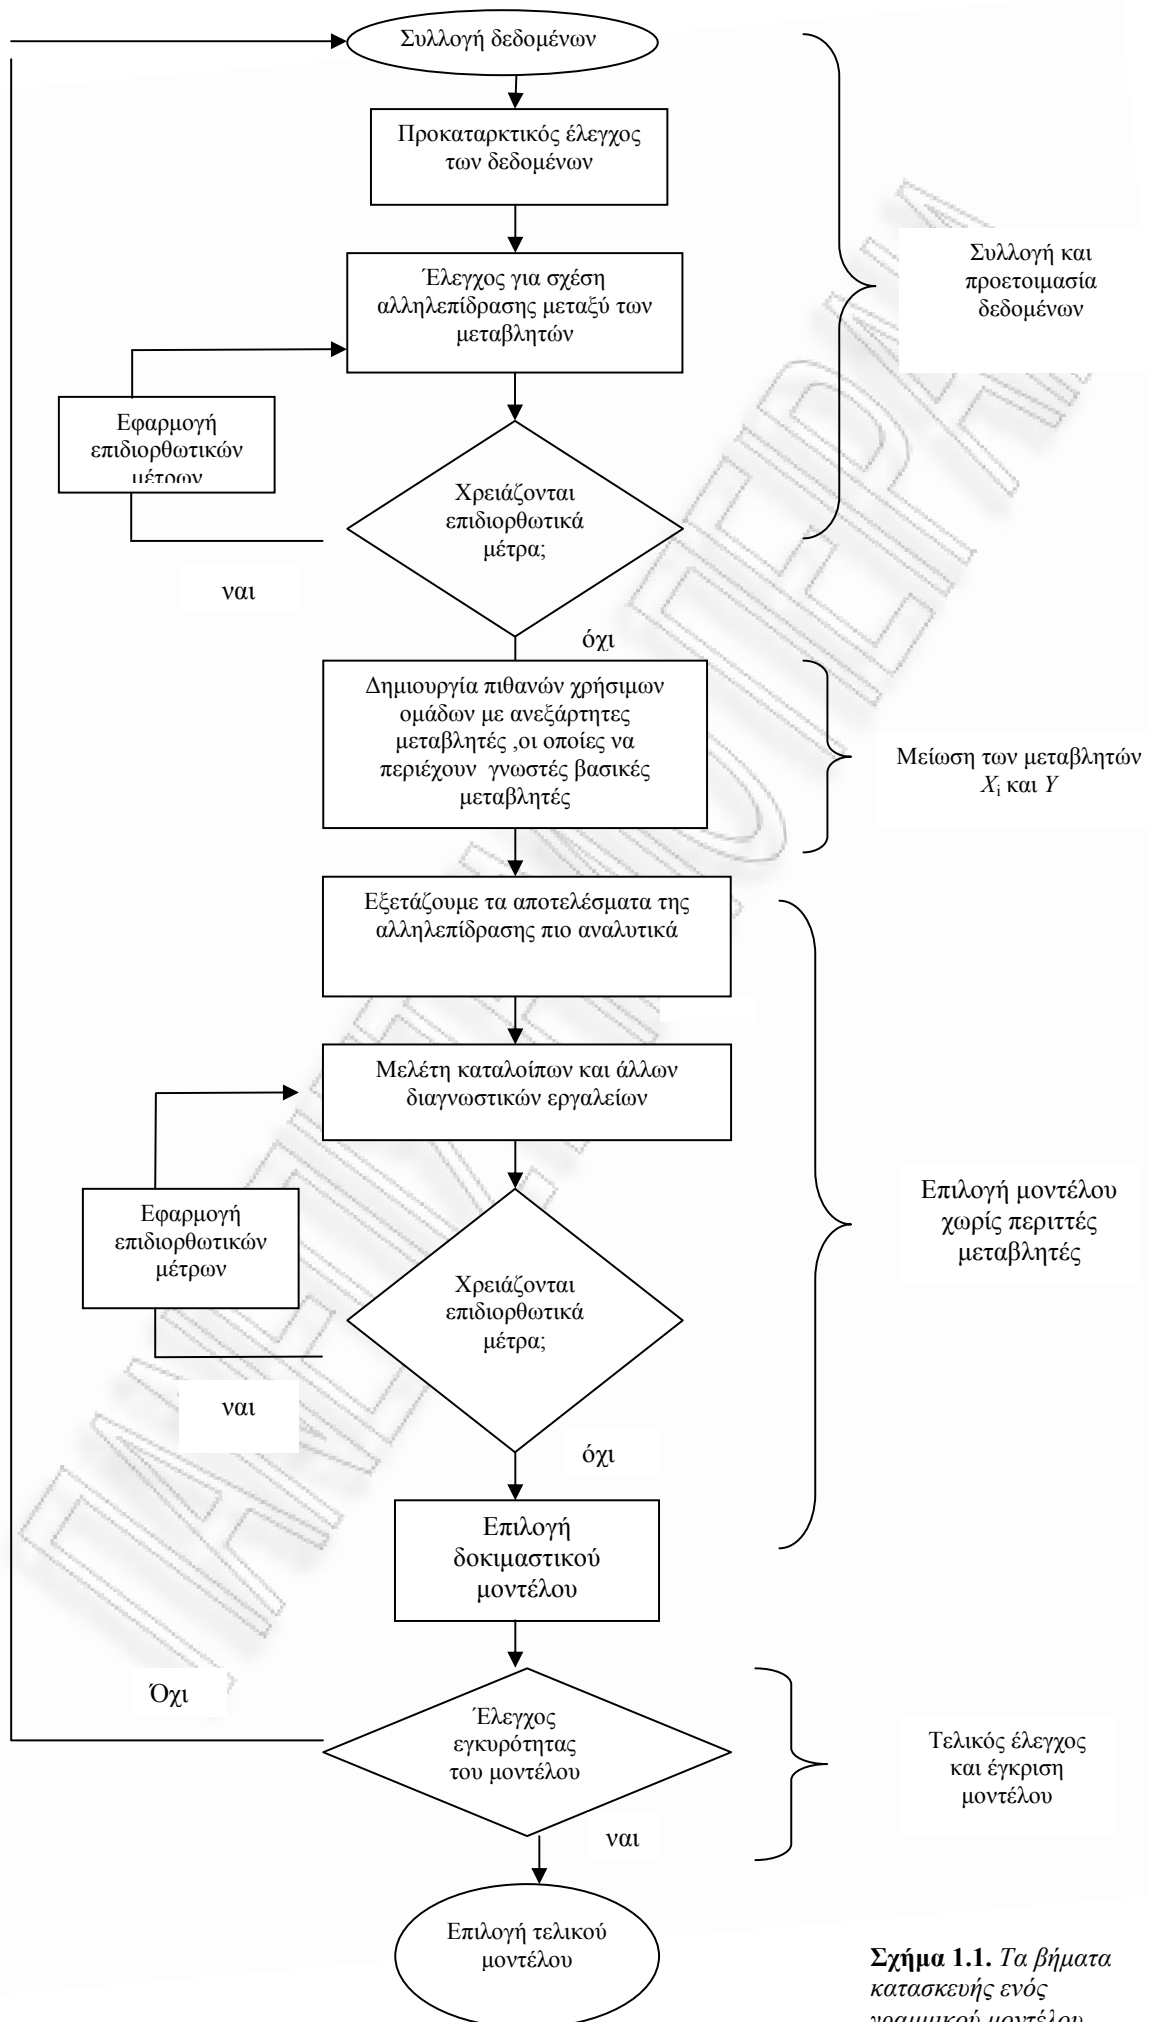 Συλλογή δεδομένων
Προκαταρκτικός έλεγχος
των δεδομένων
Συλλογή και
προετοιμασία
δεδομένων
Έλεγχος για σχέση
αλληλεπίδρασης μεταξύ των
μεταβλητών
Εφαρμογή
επιδιορθωτικών
μέτρων
Χρειάζονται
επιδιορθωτικά
μέτρα;
ναι
όχι
Δημιουργία πιθανών χρήσιμων
ομάδων με ανεξάρτητες
μεταβλητές ,οι οποίες να
περιέχουν γνωστές βασικές
μεταβλητές
Μείωση των μεταβλητών
Xi και Y
Εξετάζουμε τα αποτελέσματα της
αλληλεπίδρασης πιο αναλυτικά
Μελέτη καταλοίπων και άλλων
διαγνωστικών εργαλείων
Επιλογή μοντέλου
χωρίς περιττές
μεταβλητές
Εφαρμογή
επιδιορθωτικών
μέτρων
Χρειάζονται
επιδιορθωτικά
μέτρα;
ναι
όχι
Επιλογή
δοκιμαστικού
μοντέλου
Όχι
Έλεγχος
εγκυρότητας
του μοντέλου
Τελικός έλεγχος
και έγκριση
μοντέλου
ναι
Επιλογή τελικού
μοντέλου
Σχήμα 1.1. Τα βήματα
κατασκευής ενός
γραμμικού μοντέλου